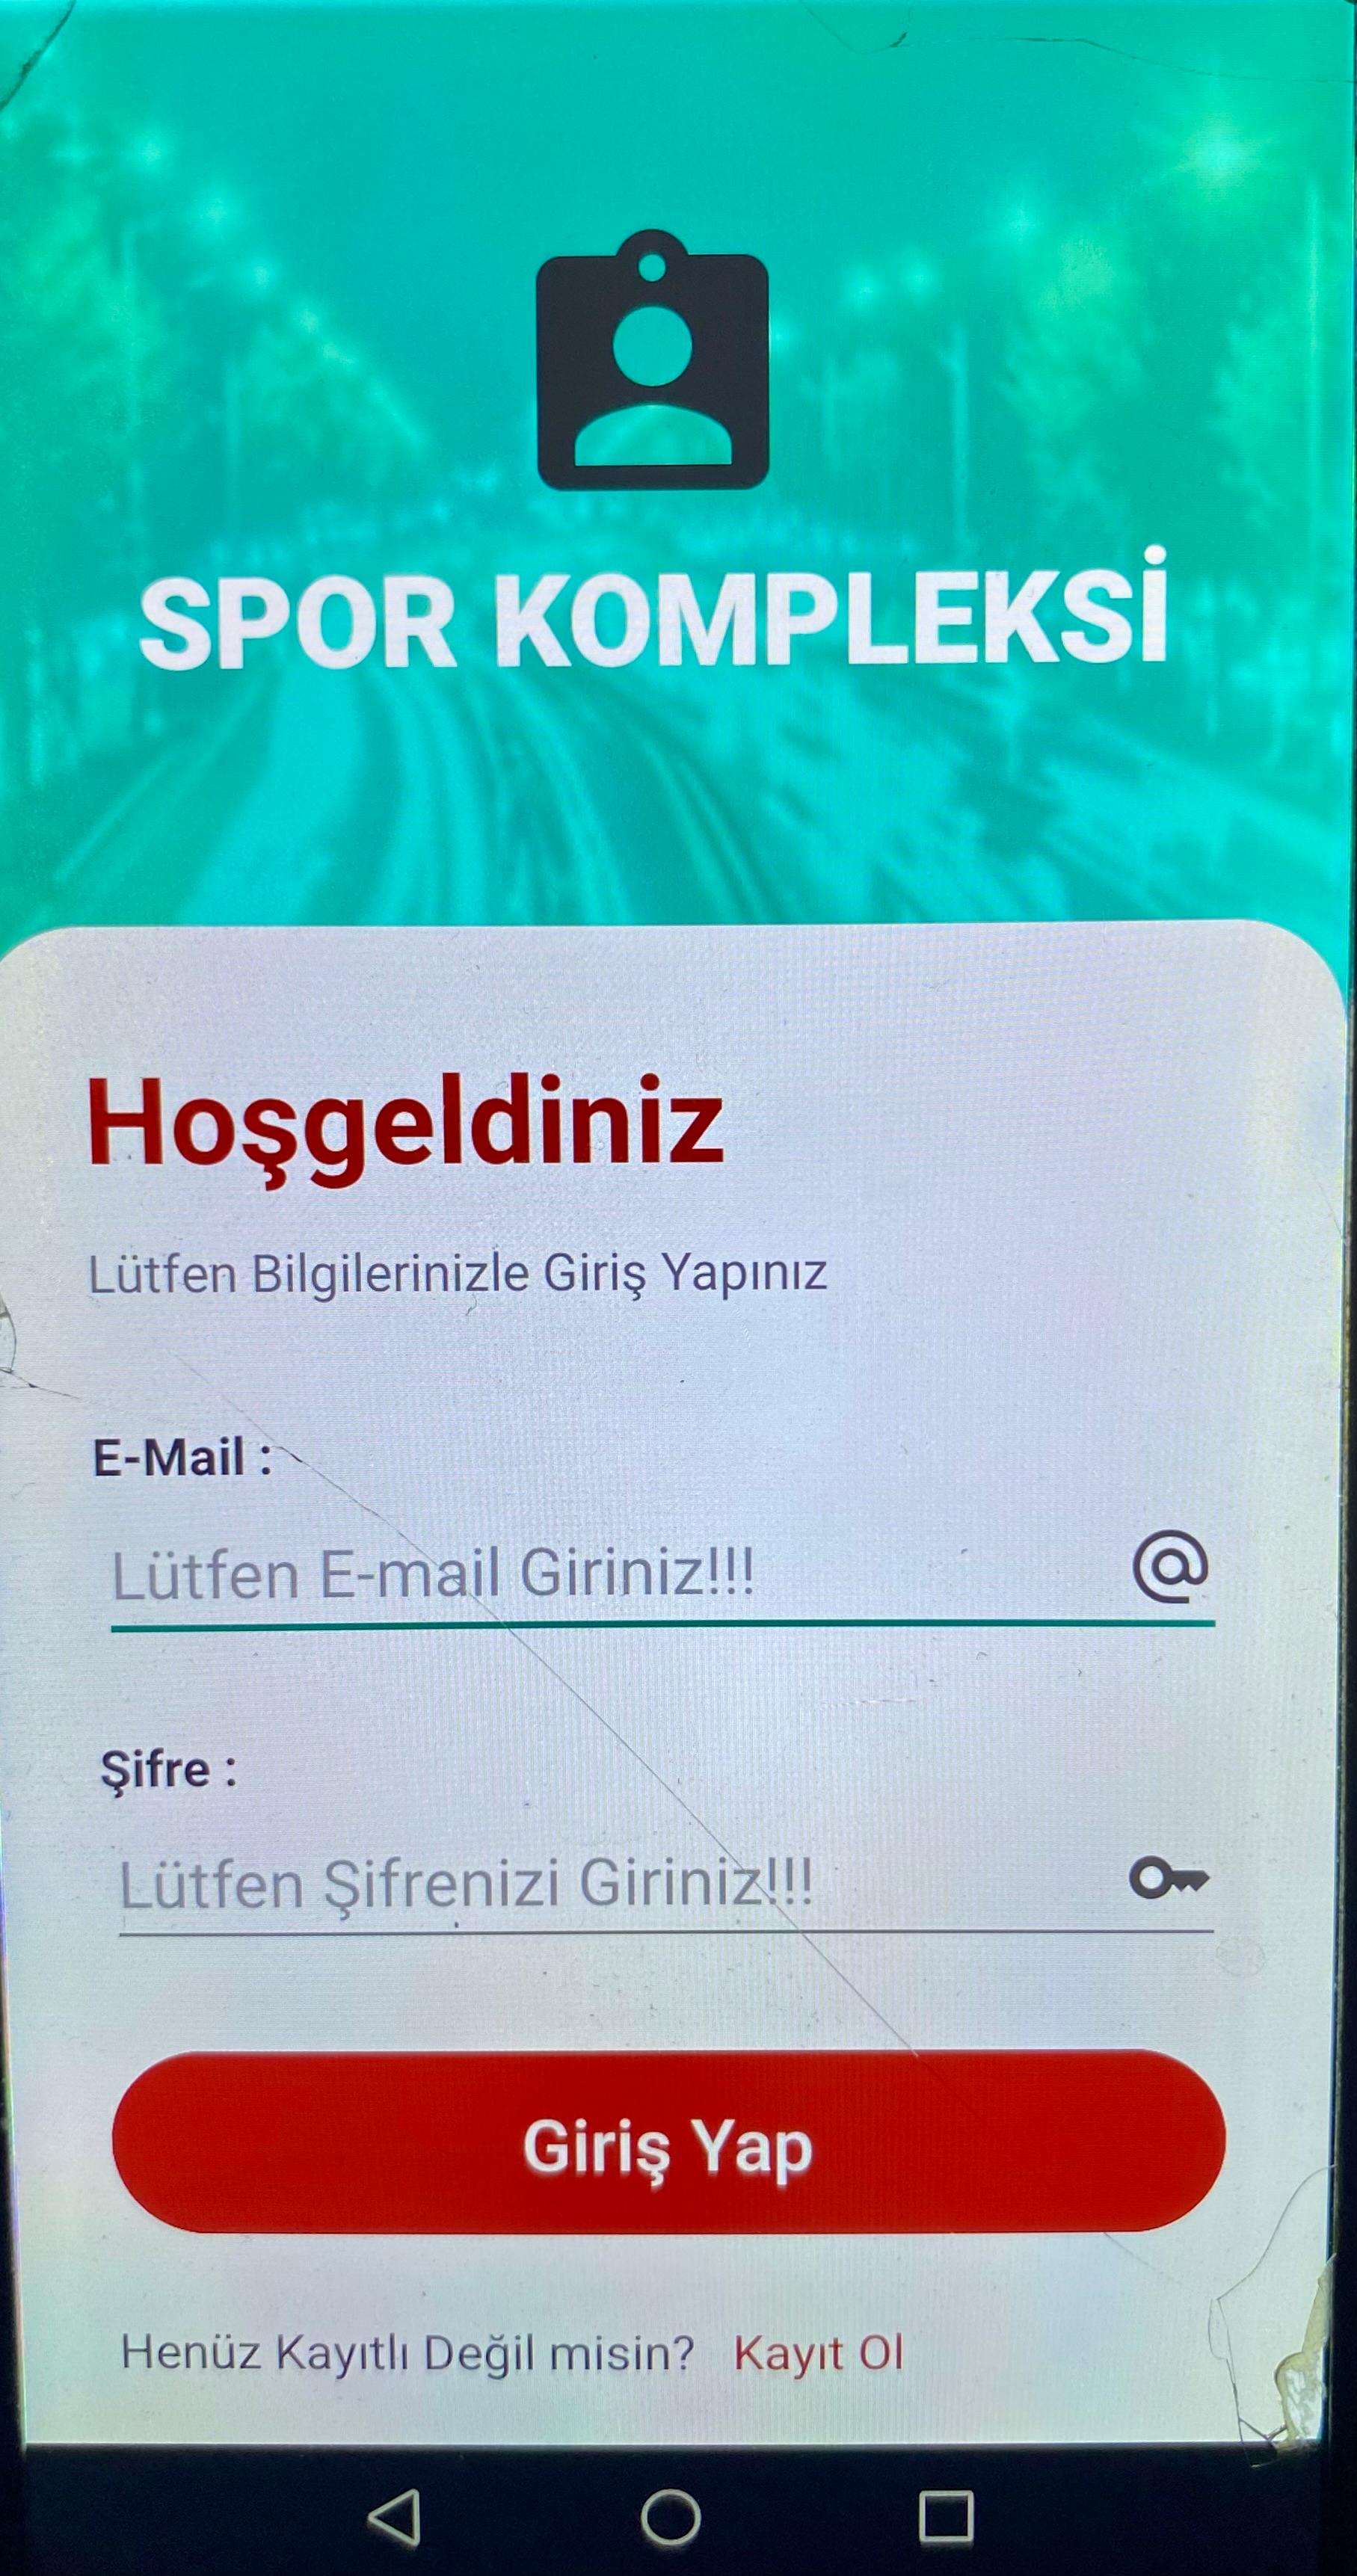 SPOR KOMPLEKSİ
Hoşgeldiniz
Lütfen Bilgilerinizle Giriş Yapınız
E-Mail :
Lütfen E-mail Giriniz!!!
@
Şifre :
Lütfen Şifrenizi Giriniz!!!
Giriş Yap
Henüz Kayıtlı Değil misin? Kayıt Ol